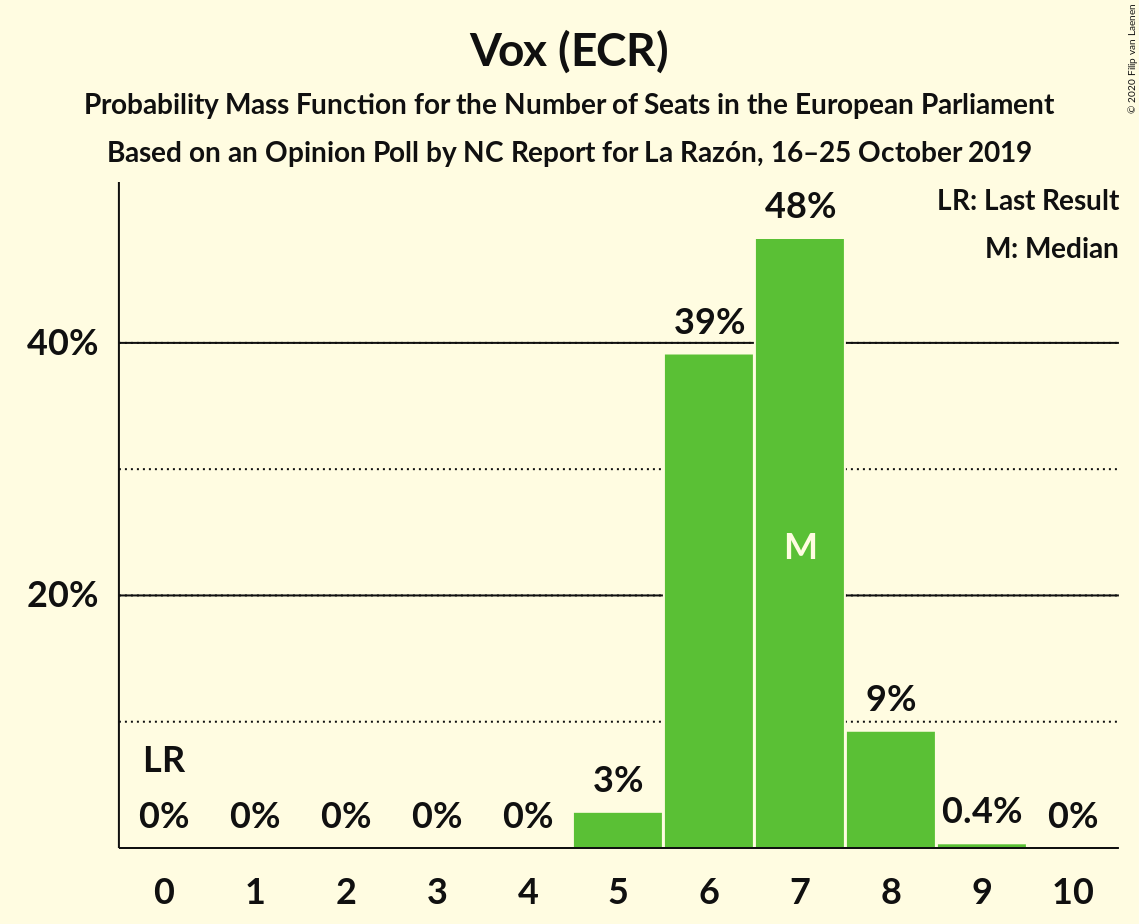 Vox (ECR)
Probability Mass Function for the Number of Seats in the European Parliament
Based on an Opinion Poll by NC Report for La Razón, 16–25 October 2019
© 2020 Filip van Laenen
LR: Last Result
M: Median
48%
39%
40%
M
20%
9%
LR
3%
0% 0% 0% 0% 0% 0.4% 0%
0 1 2 3 4 5 6 7 8 9 10